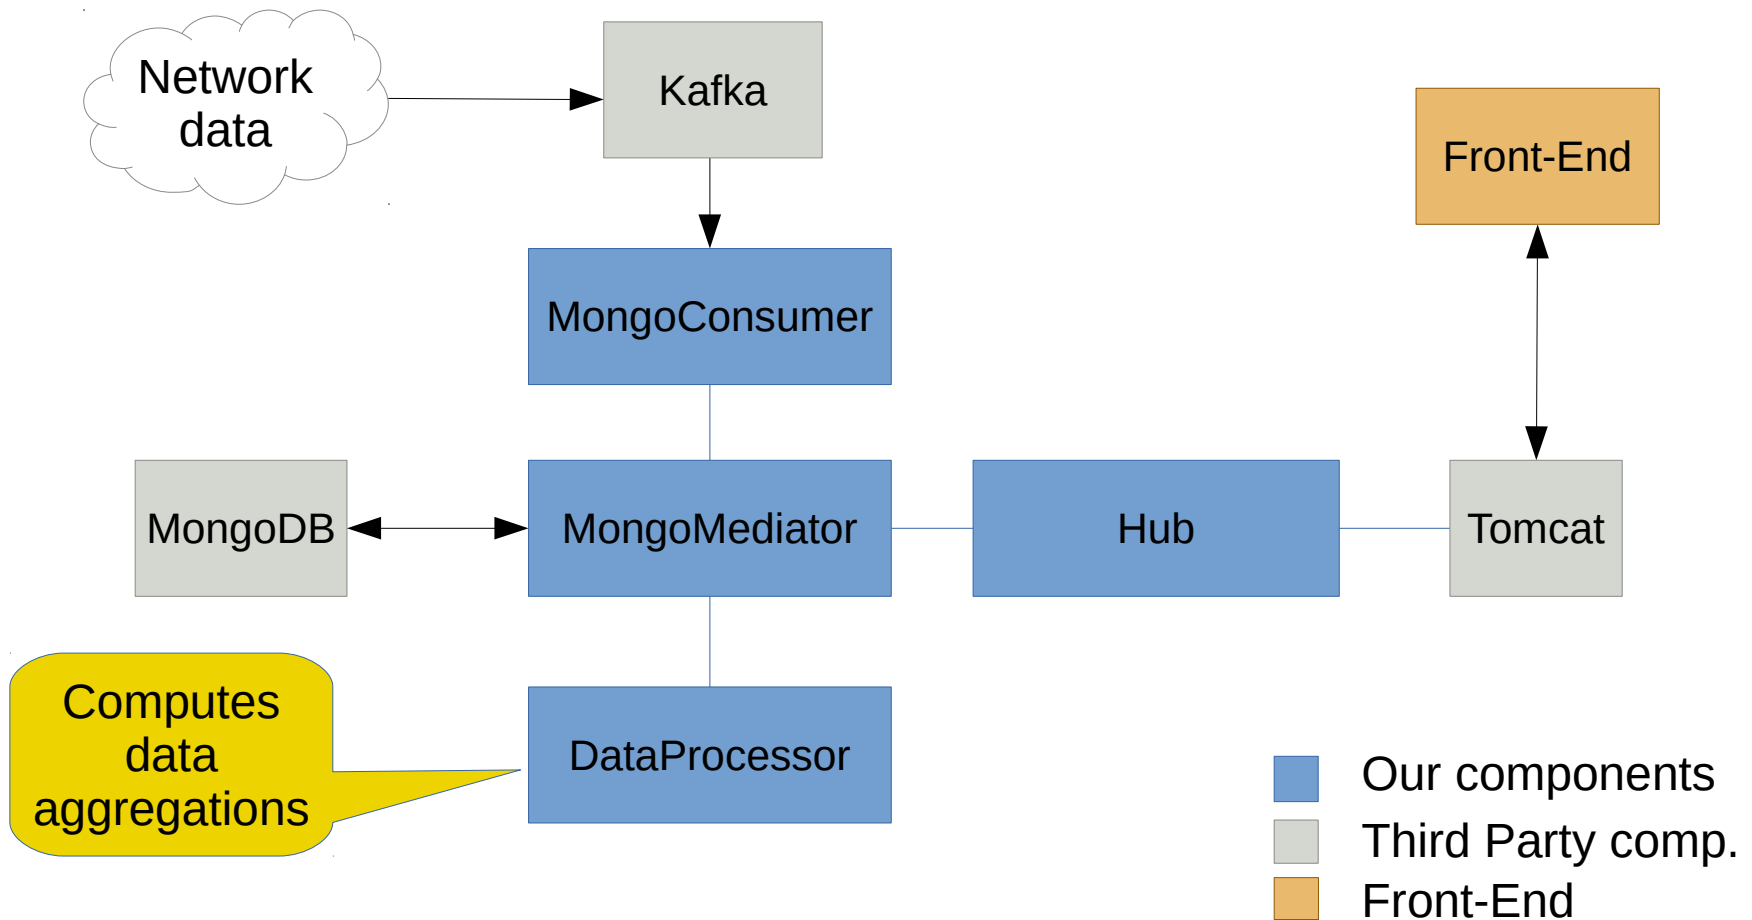 Network
data
Kafka
Front-End
MongoConsumer
MongoDB
MongoMediator
Hub
Tomcat
Computes
data
aggregations
DataProcessor
Our components
Third Party comp.
Front-End